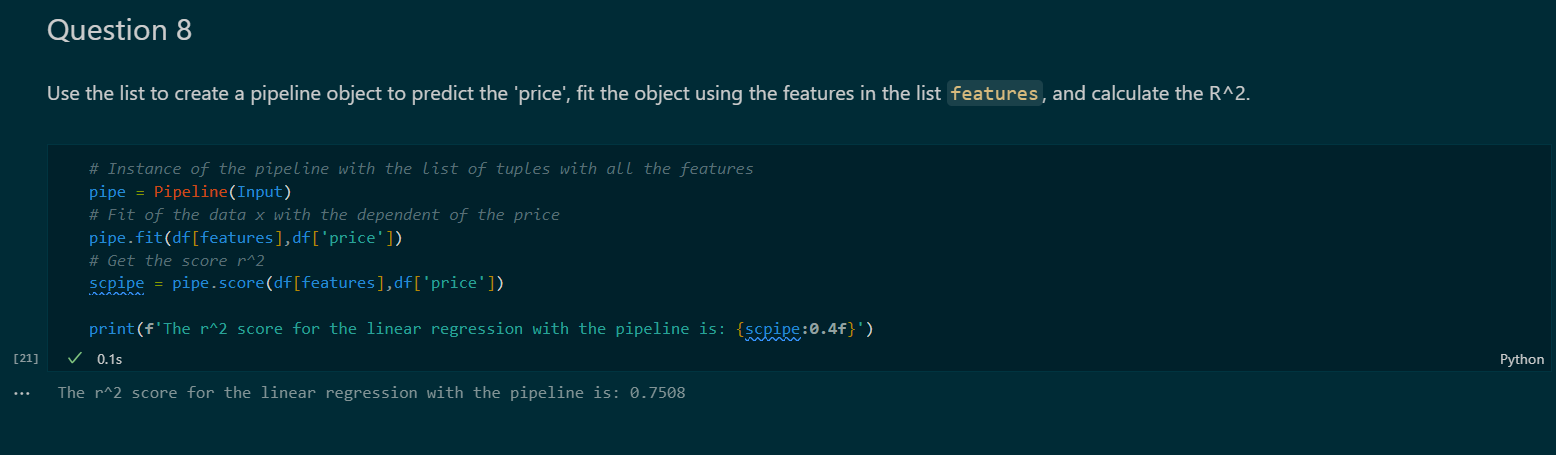 Question 8
Use the list to create a pipeline object to predict the 'price', fit the object using the features in the list features, and calculate the R^2.
# Instance of the pipeline with the list of tuples with all the features
pipe = Pipeline(Input)
# Fit of the data x with the dependent of the price
pipe.fit(df[features],df['price'])
# Get the score r^2
scpipe = pipe.score(df[features],df['price'])
print(f'The r^2 score for the linear regression with the pipeline is: {scpipe:0.4f}')
[21] ✓ 0.1s Python
... The r^2 score for the linear regression with the pipeline is: 0.7508